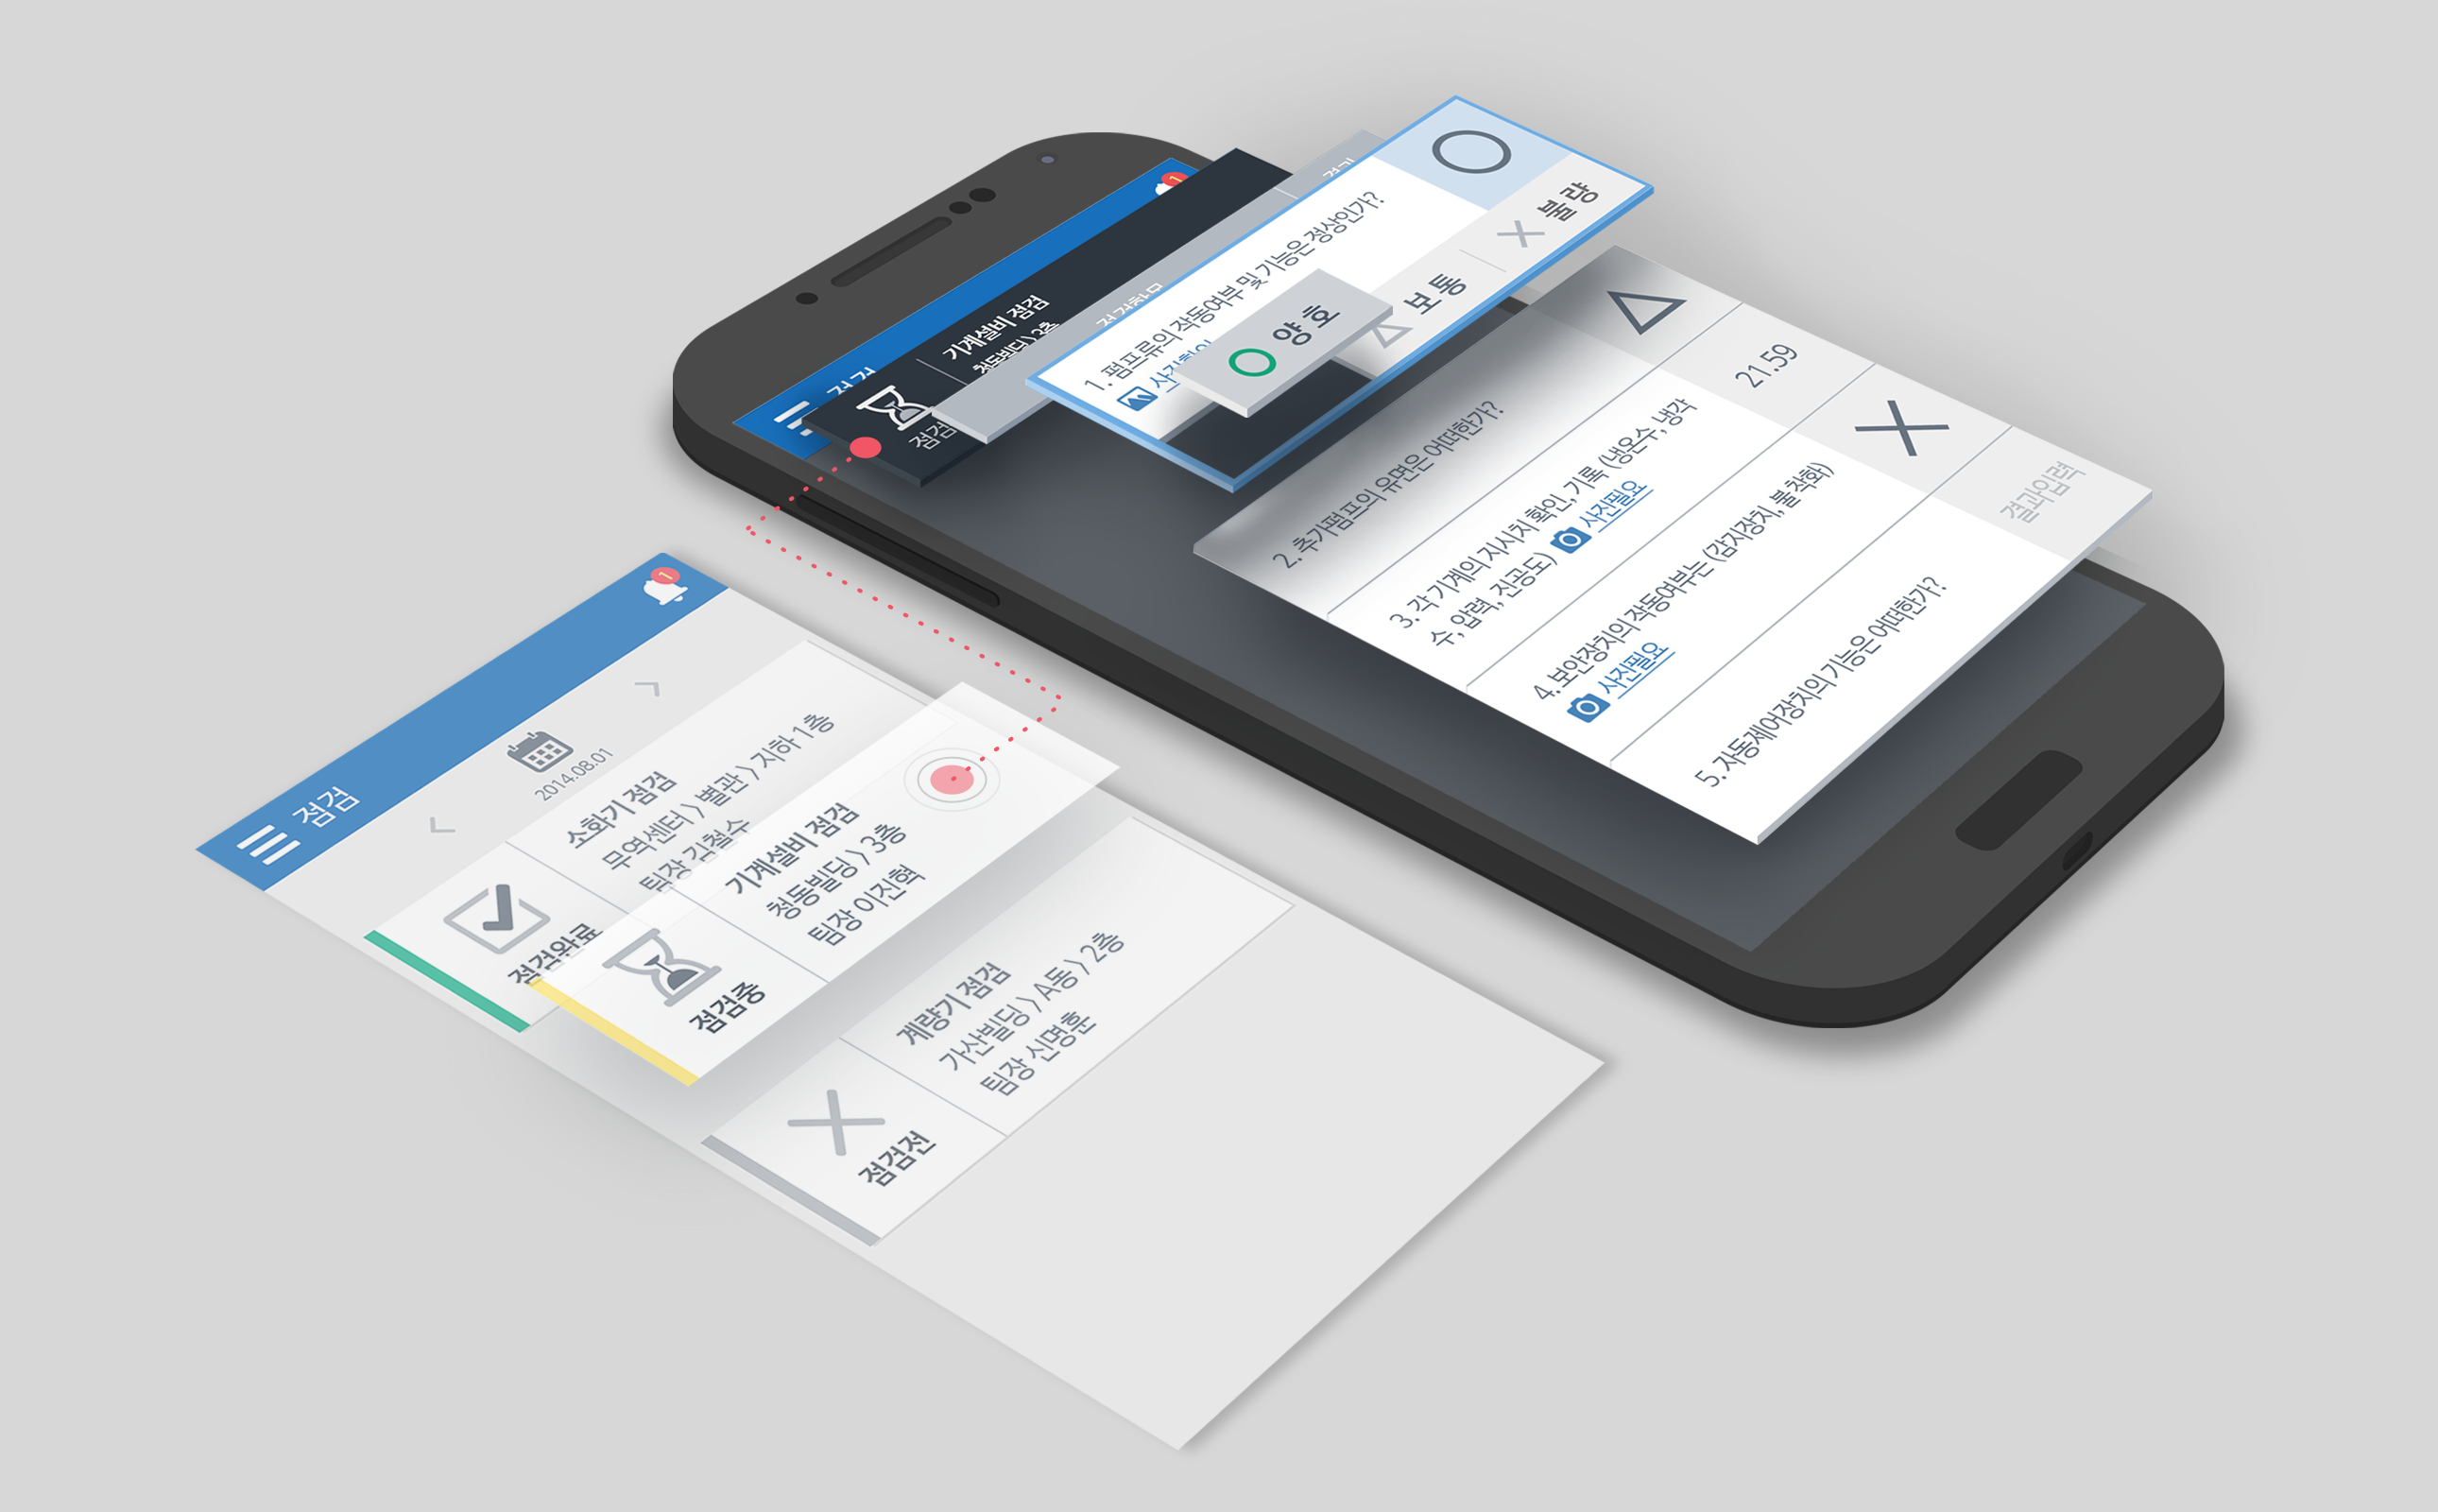 점검
1
2014.08.01
소화기 점검
무역센터 > 별관 > 지하 1층
팀장 김철수
점검완료
기계설비 점검
청동빌딩 > 3층
팀장 이진혁
점검중
계량기 점검
가산빌딩 > A동 > 2층
팀장 신명훈
점검전
1
점검
기계설비 점검
청동빌딩 > 3층
점검
1. 펌프류의 작동여부 및 기능은 정상인가?
양호
보통
불량
2. 추가펌프의 유면은 어떠한가?
3. 각 기계의 지시치 확인, 기록 (냉온수, 냉각
수, 압력, 진공도) 사진필요
21.59
4. 보안장치의 작동여부는 (감지장치, 불 착화)
사진필요
5. 자동제어장치의 기능은 어떠한가?
결과입력